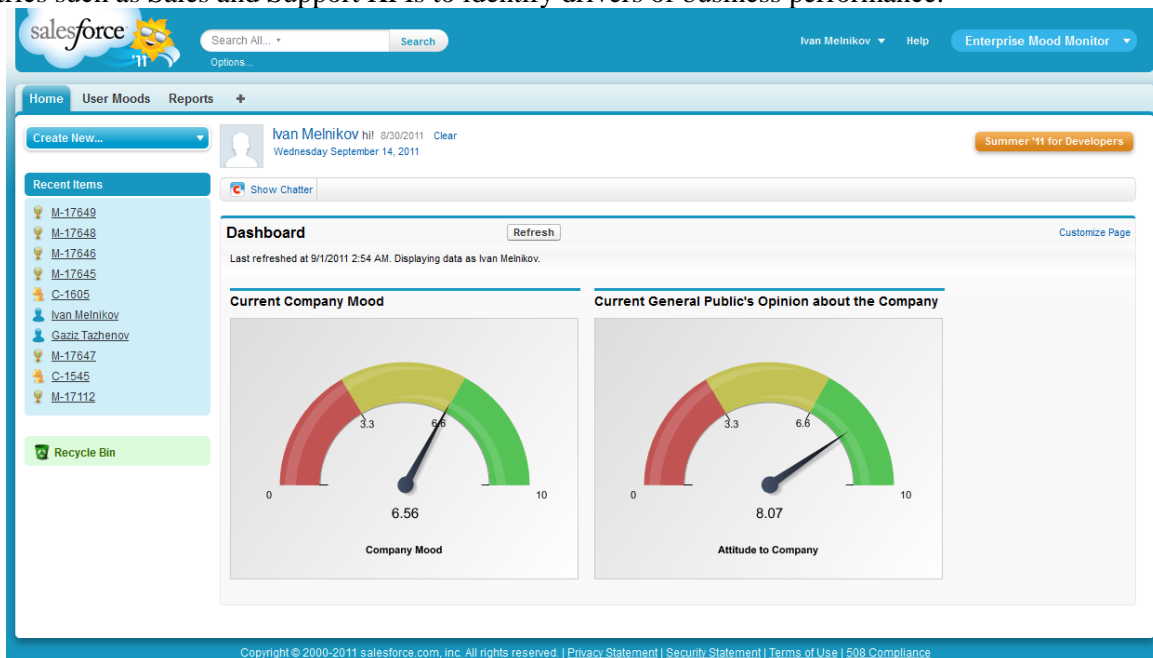 such as Sales and Support KPIs to identify drivers of business performance.
salesforce
'11
Search All...
Search
Options...
Ivan Melnikov
Help
Enterprise Mood Monitor
Home
User Moods
Reports
+
Create New...
Ivan Melnikov hi! 8/30/2011 Clear
Wednesday September 14, 2011
Summer '11 for Developers
Recent Items
Show Chatter
M-17649
M-17648
M-17646
M-17645
C-1605
Ivan Melnikov
Gaziz Tazhenov
M-17647
C-1545
M-17112
Recycle Bin
Dashboard
Refresh
Customize Page
Last refreshed at 9/1/2011 2:54 AM. Displaying data as Ivan Melnikov.
Current Company Mood
0
3.3
6.6
10
6.56
Company Mood
Current General Public's Opinion about the Company
0
3.3
6.6
10
8.07
Attitude to Company
Copyright © 2000-2011 salesforce.com, inc. All rights reserved. | Privacy Statement | Security Statement | Terms of Use | 508 Compliance